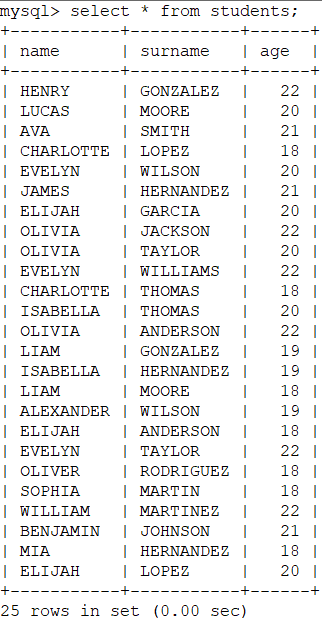 mysql> select * from students;
+-----------+-----------+------+
| name      | surname   | age  |
+-----------+-----------+------+
| HENRY     | GONZALEZ  |   22 |
| LUCAS     | MOORE     |   20 |
| AVA       | SMITH     |   21 |
| CHARLOTTE | LOPEZ     |   18 |
| EVELYN    | WILSON    |   20 |
| JAMES     | HERNANDEZ |   21 |
| ELIJAH    | GARCIA    |   20 |
| OLIVIA    | JACKSON   |   22 |
| OLIVIA    | TAYLOR    |   20 |
| EVELYN    | WILLIAMS  |   22 |
| CHARLOTTE | THOMAS    |   18 |
| ISABELLA  | THOMAS    |   20 |
| OLIVIA    | ANDERSON  |   22 |
| LIAM      | GONZALEZ  |   19 |
| ISABELLA  | HERNANDEZ |   19 |
| LIAM      | MOORE     |   18 |
| ALEXANDER | WILSON    |   19 |
| ELIJAH    | ANDERSON  |   18 |
| EVELYN    | TAYLOR    |   22 |
| OLIVER    | RODRIGUEZ |   18 |
| SOPHIA    | MARTIN    |   18 |
| WILLIAM   | MARTINEZ  |   22 |
| BENJAMIN  | JOHNSON   |   21 |
| MIA       | HERNANDEZ |   18 |
| ELIJAH    | LOPEZ     |   20 |
+-----------+-----------+------+
25 rows in set (0.00 sec)